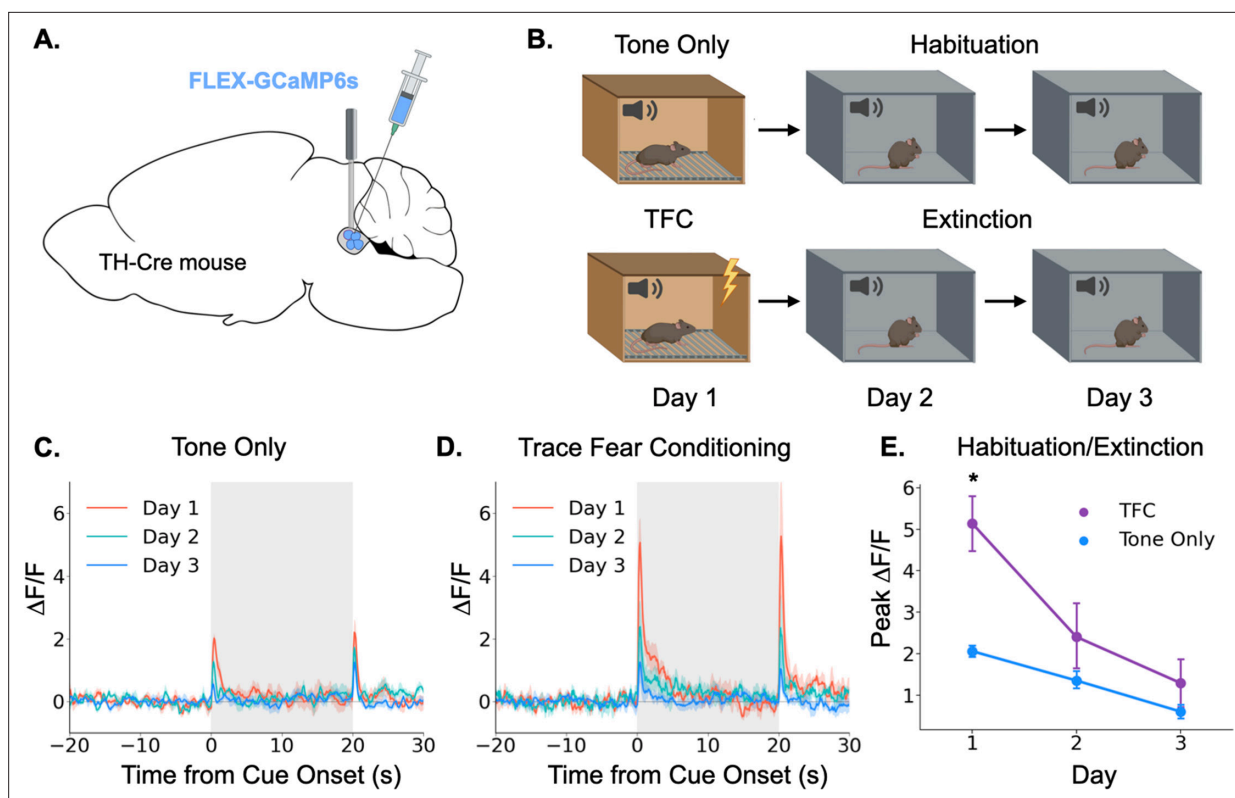 A.
FLEX-GCaMP6s
TH-Cre mouse
B.
Tone Only
Habituation
TFC
Extinction
Day 1
Day 2
Day 3
C.
Tone Only
Day 1
Day 2
Day 3
ΔF/F
6
4
2
0
−20
−10
0
10
20
30
Time from Cue Onset (s)
D.
Trace Fear Conditioning
Day 1
Day 2
Day 3
ΔF/F
6
4
2
0
−20
−10
0
10
20
30
Time from Cue Onset (s)
E.
Habituation/Extinction
*
TFC
Tone Only
Peak ΔF/F
6
5
4
3
2
1
1
2
3
Day